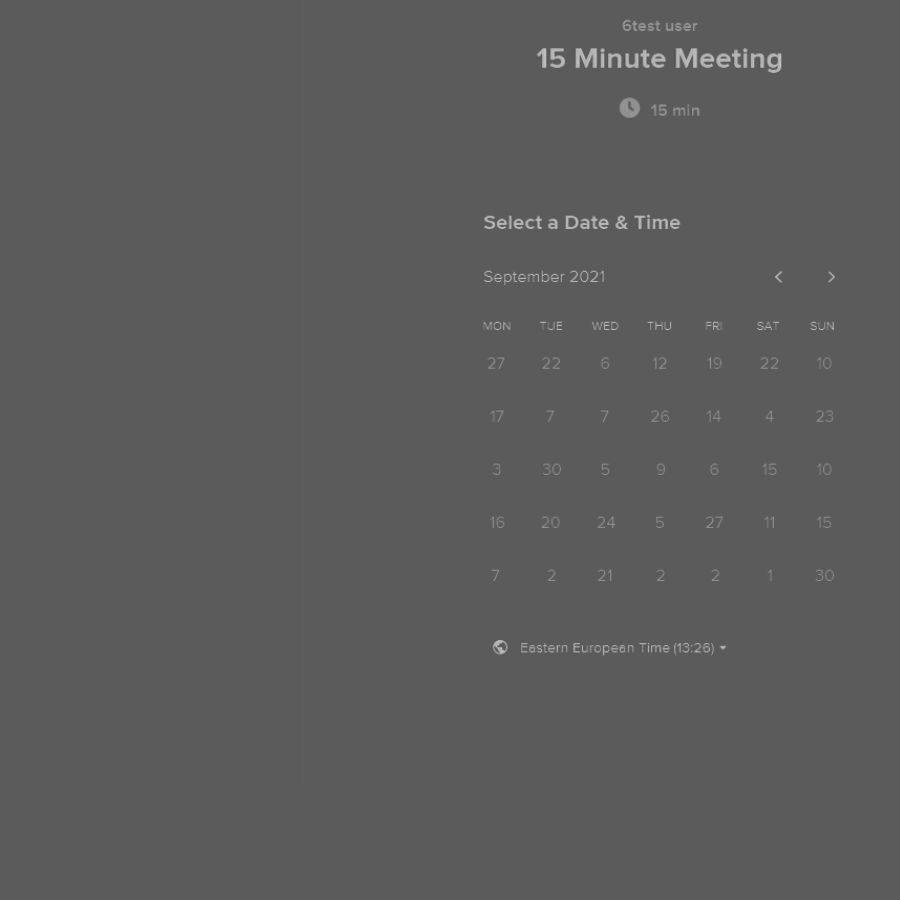 6test user
15 Minute Meeting
15 min
Select a Date & Time
September 2021
MON TUE WED THU FRI SAT SUN
27 22 6 12 19 22 10
17 7 7 26 14 4 23
3 30 5 9 6 15 10
16 20 24 5 27 11 15
7 2 21 2 2 1 30
Eastern European Time (13:26)